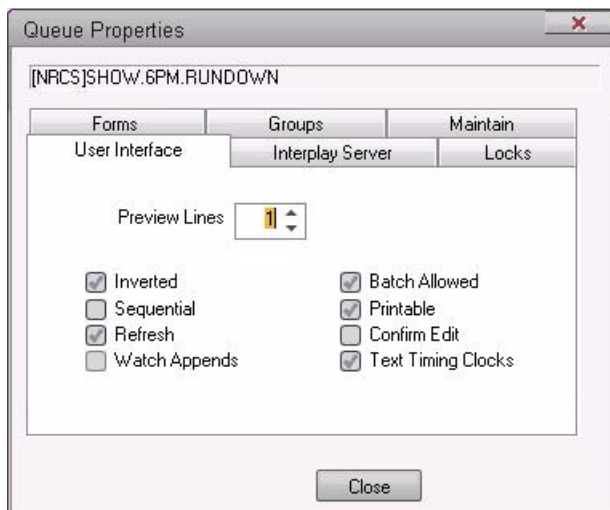 Queue Properties
[NRCS]SHOW.6PM.RUNDOWN
Forms Groups Maintain
User Interface Interplay Server Locks
Preview Lines 1
Inverted Batch Allowed
Sequential Printable
Refresh Confirm Edit
Watch Appends Text Timing Clocks
Close